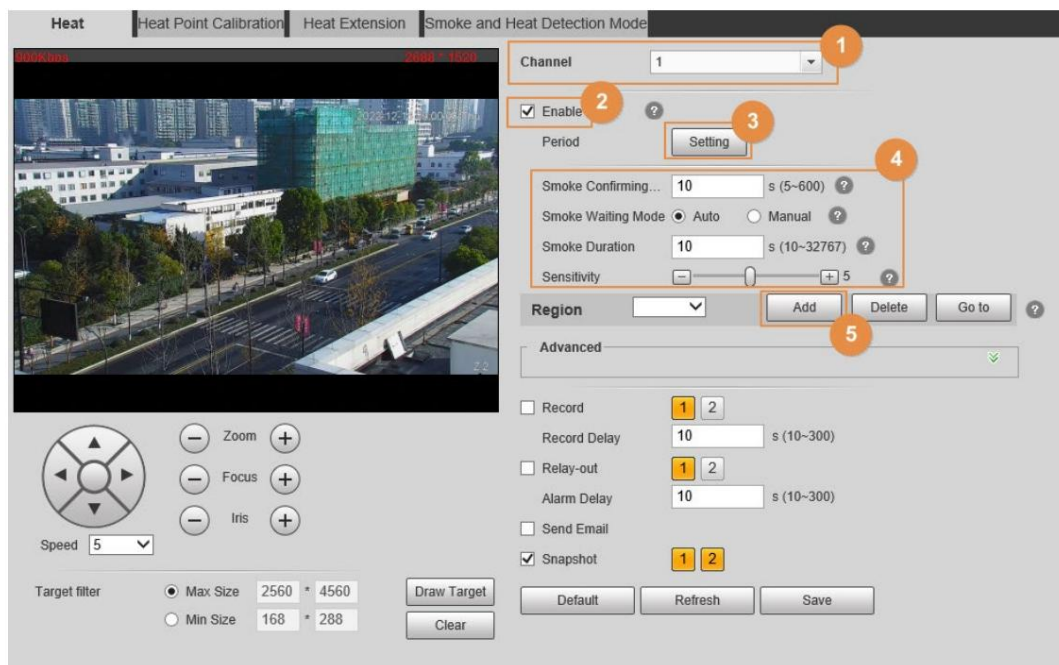 Heat
Heat Point Calibration
Heat Extension
Smoke and Heat Detection Mode
900Kbps
2688 * 1520
Channel
1
1
2
Enable
?
3
Period
Setting
4
Smoke Confirming...
10
s (5~600)
?
Smoke Waiting Mode
Auto
Manual
?
Smoke Duration
10
s (10~32767)
?
Sensitivity
5
?
Region
Add
Delete
Go to
?
5
Advanced
Record
1
2
Record Delay
10
s (10~300)
Relay-out
1
2
Alarm Delay
10
s (10~300)
Send Email
Snapshot
1
2
Default
Refresh
Save
Zoom
Focus
Iris
Speed
5
Target filter
Max Size
2560 * 4560
Draw Target
Min Size
168 * 288
Clear